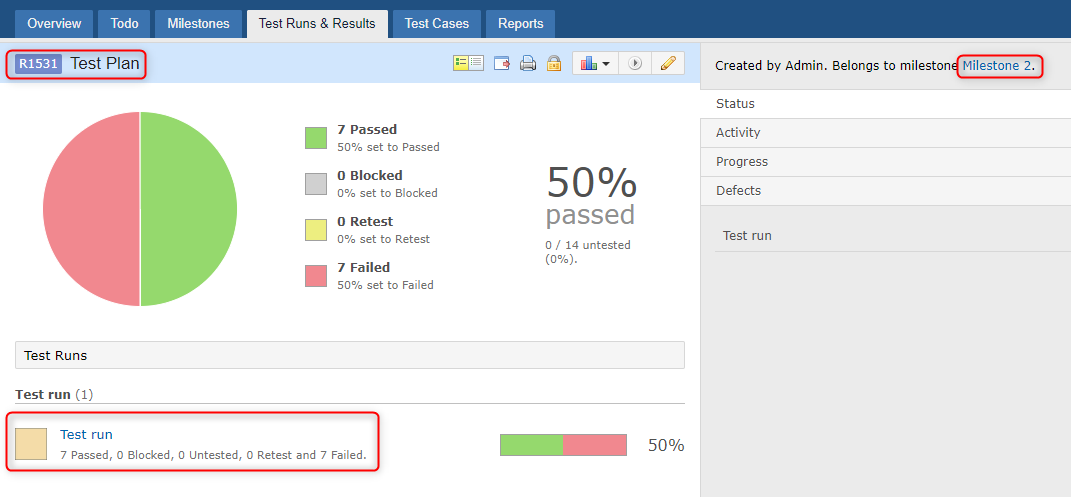 Overview Todo Milestones Test Runs & Results Test Cases Reports
R1531 Test Plan
Created by Admin. Belongs to milestone Milestone 2.
Status
Activity
Progress
Defects
Test run
7 Passed
50% set to Passed
0 Blocked
0% set to Blocked
0 Retest
0% set to Retest
7 Failed
50% set to Failed
50%
passed
0 / 14 untested
(0%).
Test Runs
Test run (1)
Test run
7 Passed, 0 Blocked, 0 Untested, 0 Retest and 7 Failed.
50%